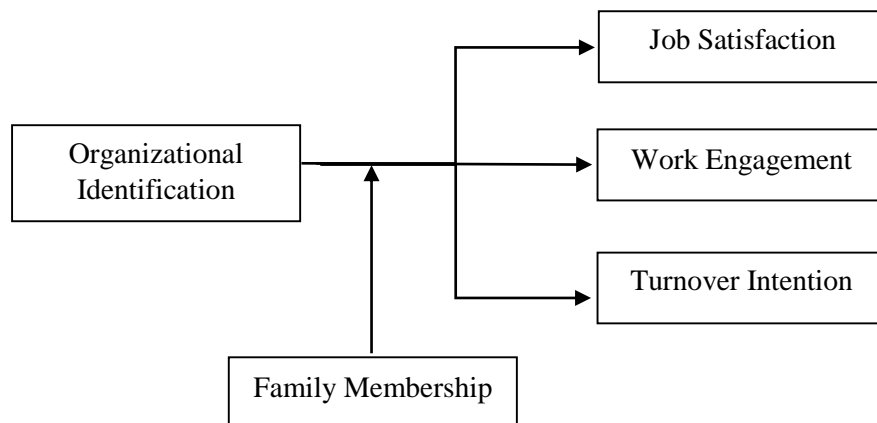 Job Satisfaction
Organizational
Identification
Work Engagement
Turnover Intention
Family Membership